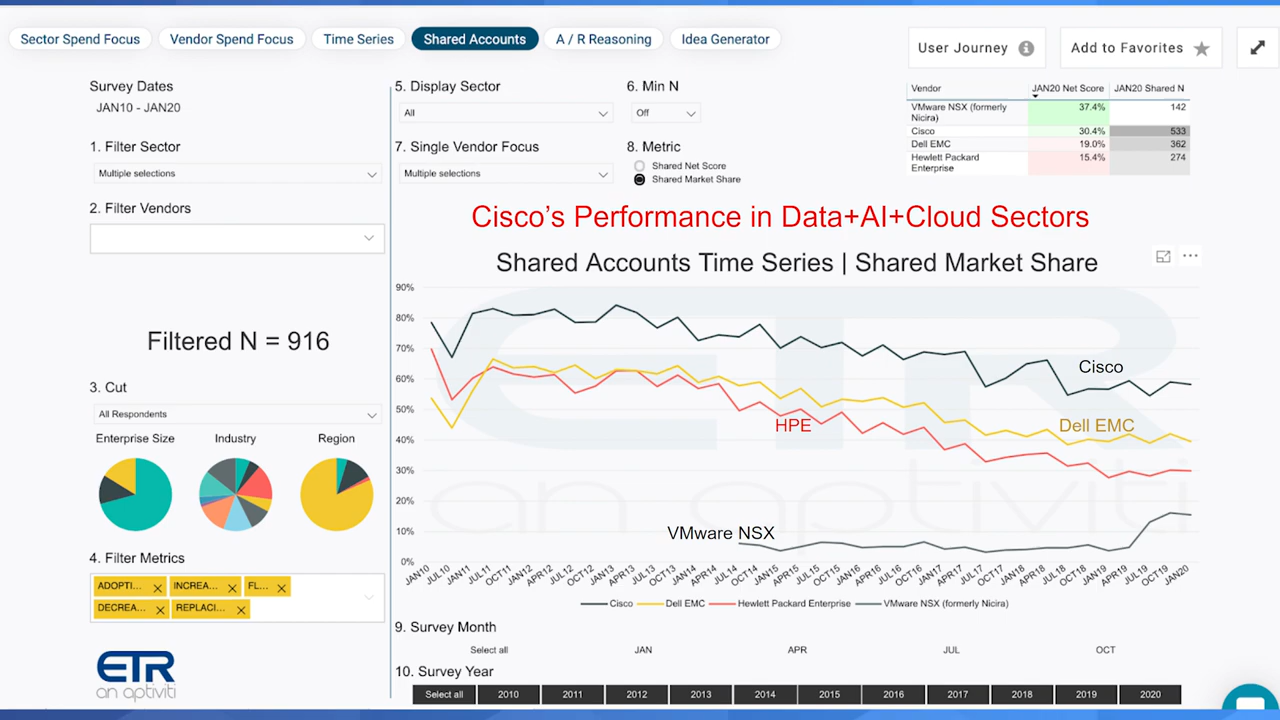 Sector Spend Focus
Vendor Spend Focus
Time Series
Shared Accounts
A / R Reasoning
Idea Generator
User Journey
Add to Favorites
Survey Dates
JAN10 - JAN20
1. Filter Sector
Multiple selections
2. Filter Vendors
Filtered N = 916
3. Cut
All Respondents
Enterprise Size
Industry
Region
4. Filter Metrics
ADOPTI...
INCREA...
FL...
DECREA...
REPLACI...
ETR
an aptiviti
5. Display Sector
All
6. Min N
Off
7. Single Vendor Focus
Multiple selections
8. Metric
Shared Net Score
Shared Market Share
Vendor JAN20 Net Score JAN20 Shared N
VMware NSX (formerly 37.4% 142
Nicira)
Cisco 30.4% 533
Dell EMC 19.0% 362
Hewlett Packard 15.4% 274
Enterprise
Cisco's Performance in Data+AI+Cloud Sectors
Shared Accounts Time Series | Shared Market Share
90%
80%
70%
60%
50%
40%
30%
20%
10%
0%
Cisco
HPE
Dell EMC
VMware NSX
ETR
an aptiviti
JAN10
JUL10
JAN11
JUL11
OCT11
JAN12
APR12
JUL12
OCT12
JAN13
APR13
JUL13
OCT13
JAN14
APR14
JUL14
OCT14
JAN15
APR15
JUL15
OCT15
JAN16
APR16
JUL16
OCT16
JAN17
APR17
JUL17
OCT17
JAN18
APR18
JUL18
OCT18
JAN19
APR19
JUL19
OCT19
JAN20
Cisco
Dell EMC
Hewlett Packard Enterprise
VMware NSX (formerly Nicira)
9. Survey Month
Select all
JAN
APR
JUL
OCT
10. Survey Year
Select all
2010
2011
2012
2013
2014
2015
2016
2017
2018
2019
2020